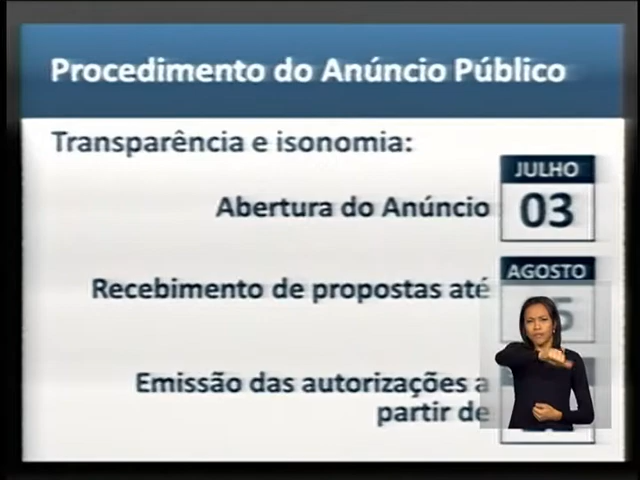 Procedimento do Anúncio Público
Transparência e isonomia:
JULHO
Abertura do Anúncio
03
AGOSTO
Recebimento de propostas até
Emissão das autorizações a
partir de